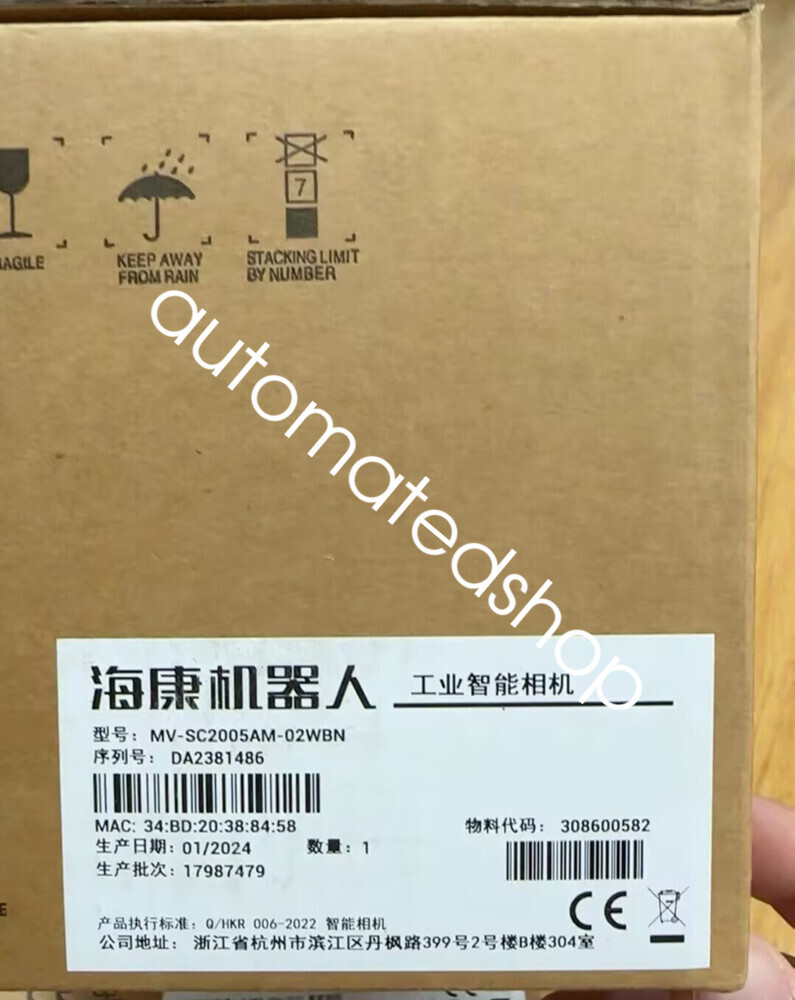 7
AGILE
KEEP AWAY
FROM RAIN
STACKING LIMIT
BY NUMBER
automatedshop
海康机器人 工业智能相机
型号: MV-SC2005AM-02WBN
序列号: DA2381486
MAC: 34:BD:20:38:84:58
物料代码: 308600582
生产日期: 01/2024 数量: 1
生产批次: 17987479
CE
E
产品执行标准: Q/HKR 006-2022 智能相机
公司地址: 浙江省杭州市滨江区丹枫路399号2号楼B楼304室